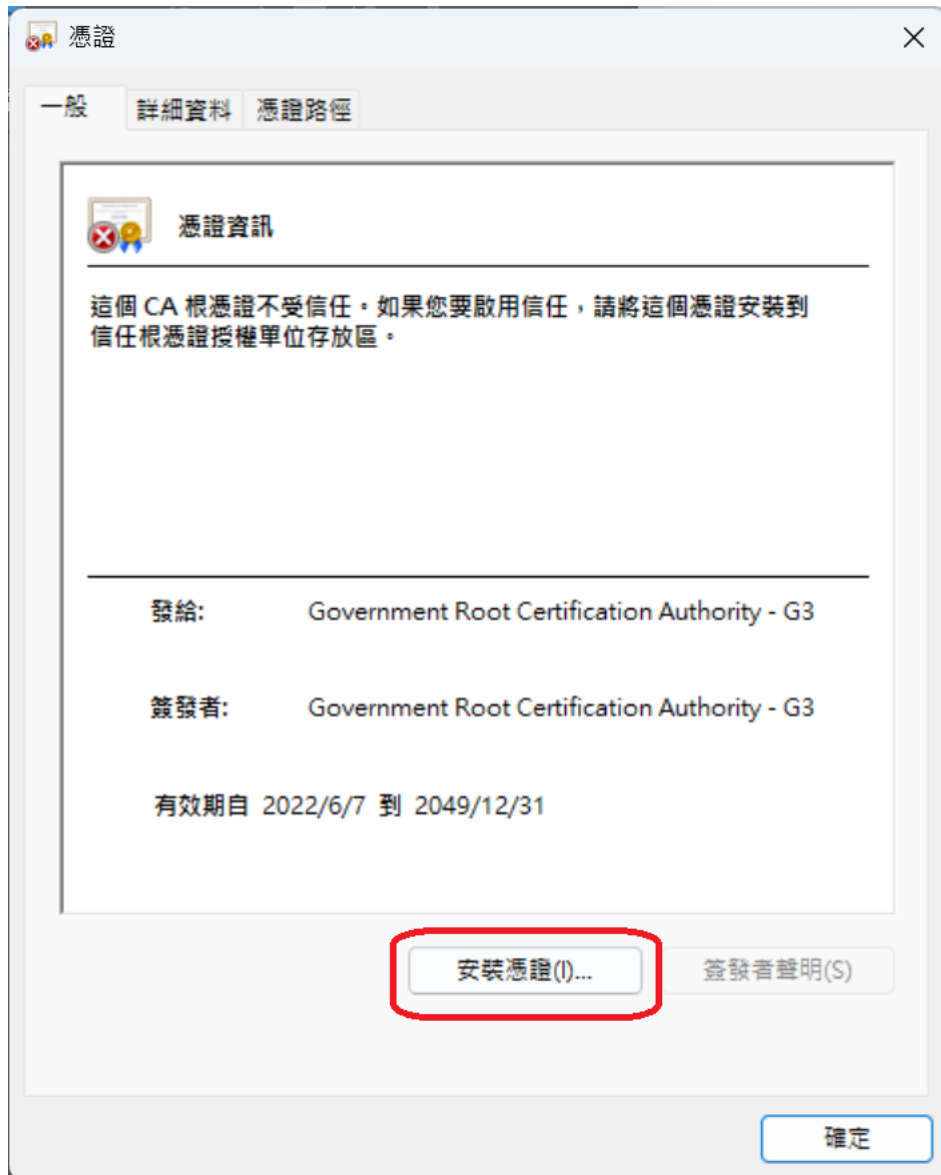 憑證
一般 詳細資料 憑證路徑
憑證資訊
這個 CA 根憑證不受信任。如果您要啟用信任，請將這個憑證安裝到
信任根憑證授權單位存放區。
發給: Government Root Certification Authority - G3
簽發者: Government Root Certification Authority - G3
有效期自 2022/6/7 到 2049/12/31
安裝憑證(I)... 簽發者聲明(S)
確定